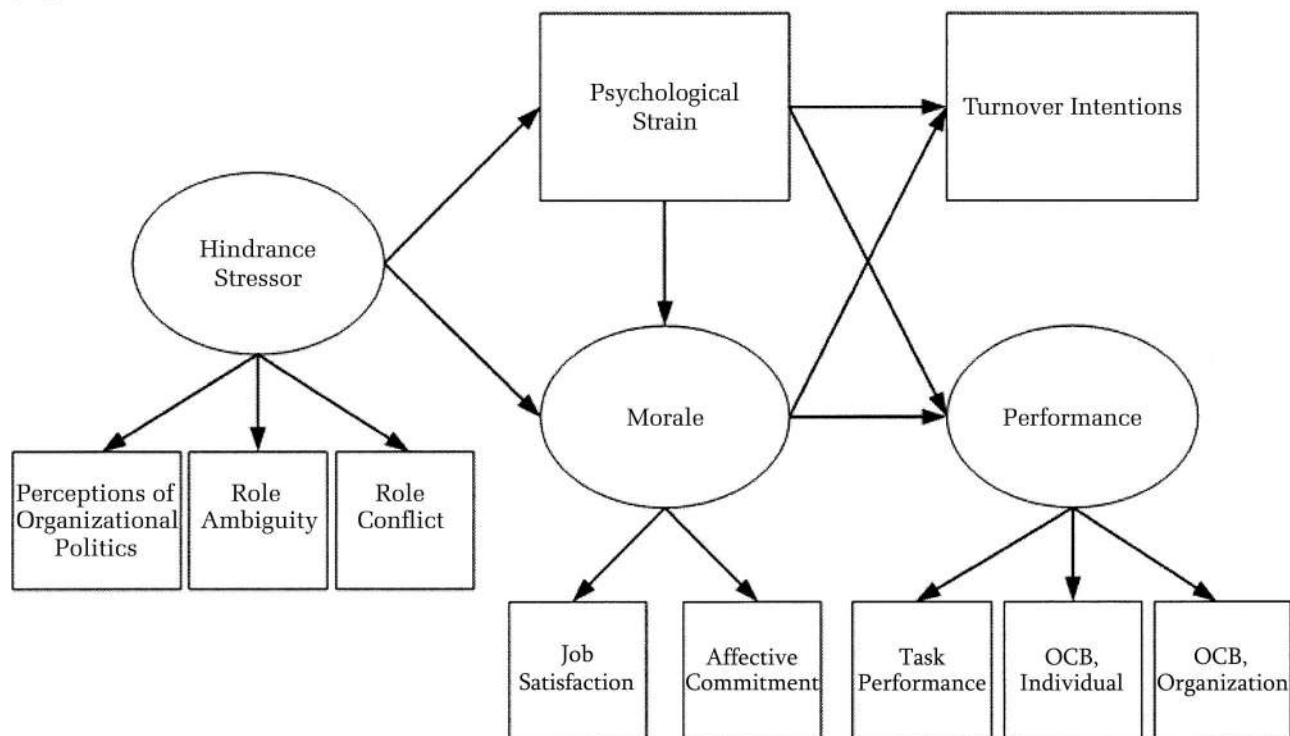 Psychological
Strain
Turnover Intentions
Hindrance
Stressor
Morale
Performance
Perceptions of
Organizational
Politics
Role
Ambiguity
Role
Conflict
Job
Satisfaction
Affective
Commitment
Task
Performance
OCB,
Individual
OCB,
Organization